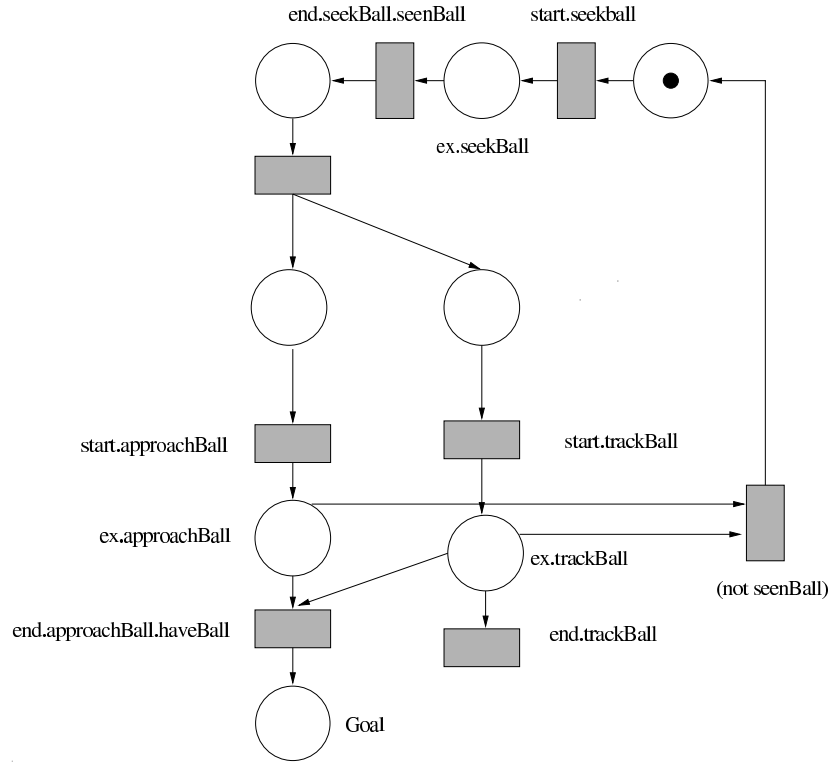 end.seekBall.seenBall
start.seekball
ex.seekBall
start.approachBall
start.trackBall
ex.approachBall
ex.trackBall
(not seenBall)
end.approachBall.haveBall
end.trackBall
Goal